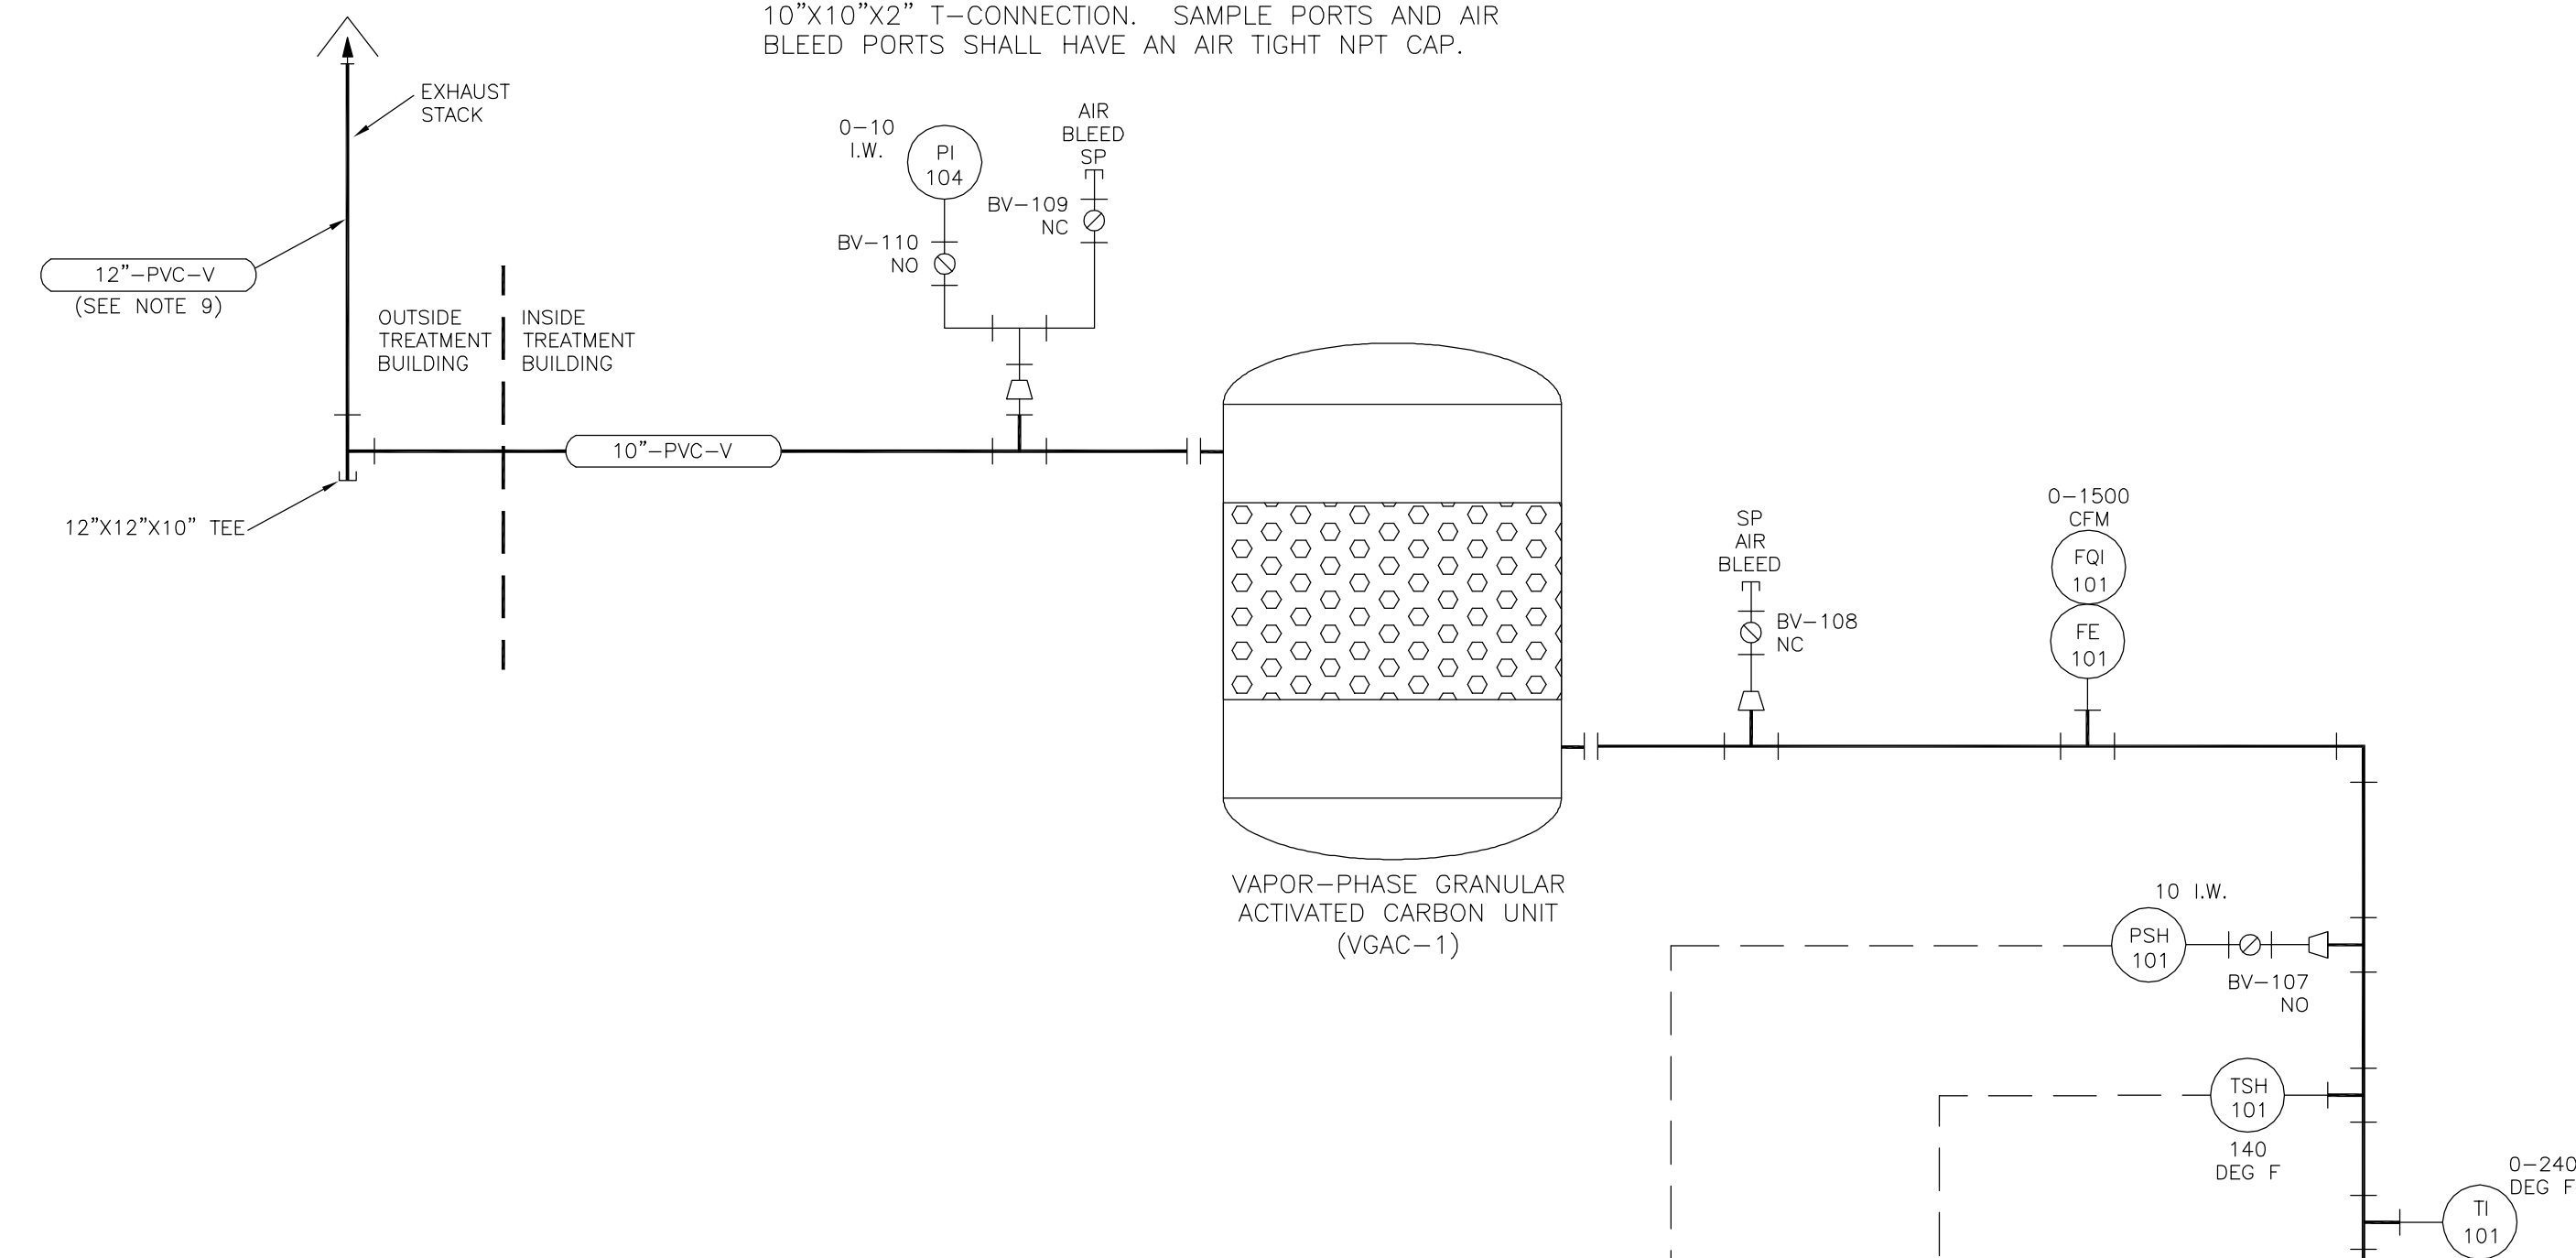 10”X10”X2” T−CONNECTION. SAMPLE PORTS AND AIR
BLEED PORTS SHALL HAVE AN AIR TIGHT NPT CAP.
EXHAUST
STACK
12”−PVC−V
(SEE NOTE 9)
OUTSIDE
TREATMENT
BUILDING
INSIDE
TREATMENT
BUILDING
10”−PVC−V
12”X12”X10” TEE
0−10
I.W.
PI
104
BV−110
NO
AIR
BLEED
SP
BV−109
NC
VAPOR−PHASE GRANULAR
ACTIVATED CARBON UNIT
(VGAC−1)
SP
AIR
BLEED
BV−108
NC
0−1500
CFM
FQI
101
FE
101
10 I.W.
PSH
101
BV−107
NO
TSH
101
140
DEG F
0−240
DEG F
TI
101